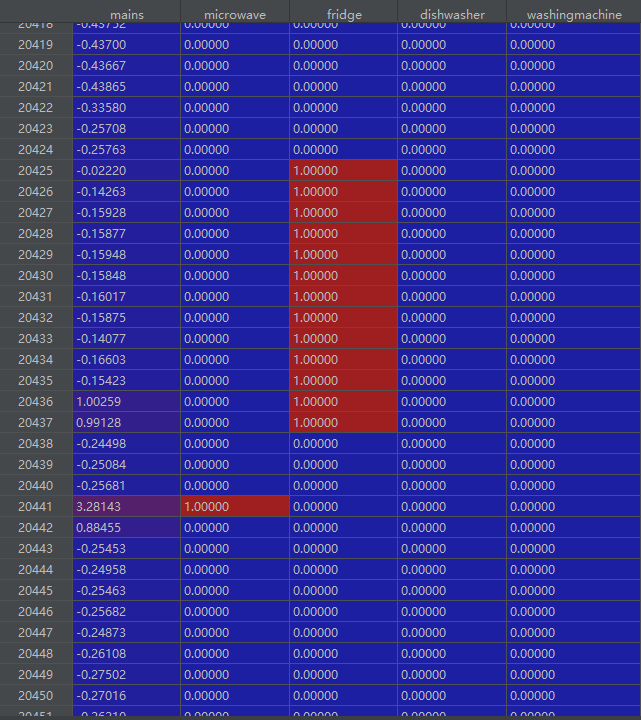 mains microwave fridge dishwasher washingmachine
20418 -0.43752 0.00000 0.00000 0.00000 0.00000
20419 -0.43700 0.00000 0.00000 0.00000 0.00000
20420 -0.43667 0.00000 0.00000 0.00000 0.00000
20421 -0.43865 0.00000 0.00000 0.00000 0.00000
20422 -0.33580 0.00000 0.00000 0.00000 0.00000
20423 -0.25708 0.00000 0.00000 0.00000 0.00000
20424 -0.25763 0.00000 0.00000 0.00000 0.00000
20425 -0.02220 0.00000 1.00000 0.00000 0.00000
20426 -0.14263 0.00000 1.00000 0.00000 0.00000
20427 -0.15928 0.00000 1.00000 0.00000 0.00000
20428 -0.15877 0.00000 1.00000 0.00000 0.00000
20429 -0.15948 0.00000 1.00000 0.00000 0.00000
20430 -0.15848 0.00000 1.00000 0.00000 0.00000
20431 -0.16017 0.00000 1.00000 0.00000 0.00000
20432 -0.15875 0.00000 1.00000 0.00000 0.00000
20433 -0.14077 0.00000 1.00000 0.00000 0.00000
20434 -0.16603 0.00000 1.00000 0.00000 0.00000
20435 -0.15423 0.00000 1.00000 0.00000 0.00000
20436 1.00259 0.00000 1.00000 0.00000 0.00000
20437 0.99128 0.00000 1.00000 0.00000 0.00000
20438 -0.24498 0.00000 0.00000 0.00000 0.00000
20439 -0.25084 0.00000 0.00000 0.00000 0.00000
20440 -0.25681 0.00000 0.00000 0.00000 0.00000
20441 3.28143 1.00000 0.00000 0.00000 0.00000
20442 0.88455 0.00000 0.00000 0.00000 0.00000
20443 -0.25453 0.00000 0.00000 0.00000 0.00000
20444 -0.24958 0.00000 0.00000 0.00000 0.00000
20445 -0.25463 0.00000 0.00000 0.00000 0.00000
20446 -0.25682 0.00000 0.00000 0.00000 0.00000
20447 -0.24873 0.00000 0.00000 0.00000 0.00000
20448 -0.26108 0.00000 0.00000 0.00000 0.00000
20449 -0.27502 0.00000 0.00000 0.00000 0.00000
20450 -0.27016 0.00000 0.00000 0.00000 0.00000
20451 0.00000 0.00000 0.00000 0.00000